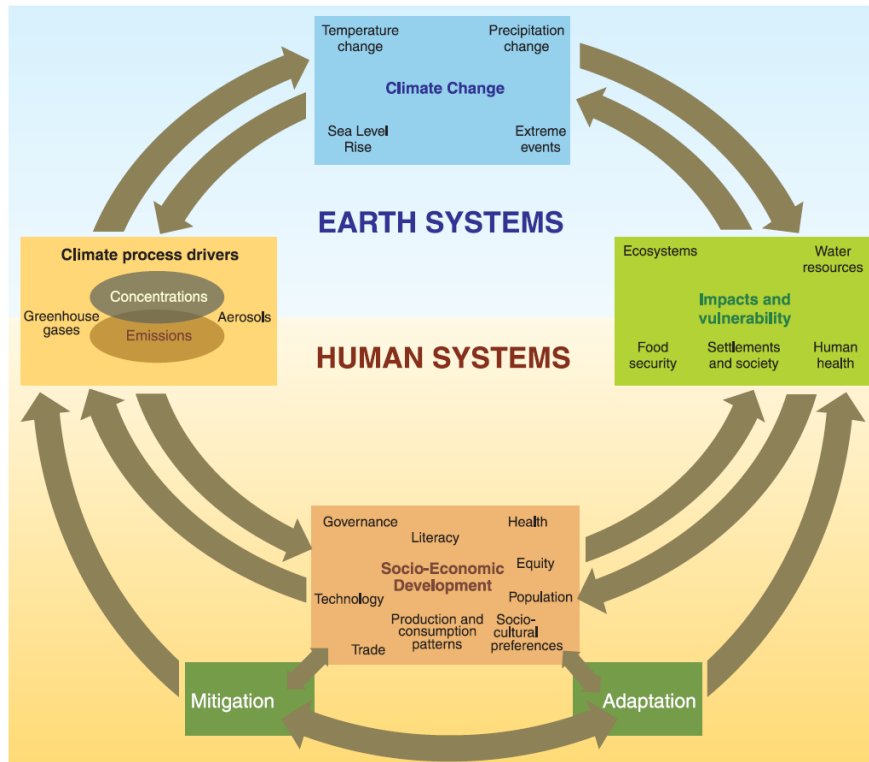 Temperature
change
Precipitation
change
Climate Change
Sea Level
Rise
Extreme
events
EARTH SYSTEMS
Climate process drivers
Concentrations
Greenhouse
gases
Aerosols
Emissions
Ecosystems
Water
resources
Impacts and
vulnerability
Food
security
Settlements
and society
Human
health
HUMAN SYSTEMS
Governance
Literacy
Health
Socio-Economic
Development
Equity
Technology
Population
Production and
consumption
patterns
Socio-
cultural
preferences
Trade
Mitigation
Adaptation